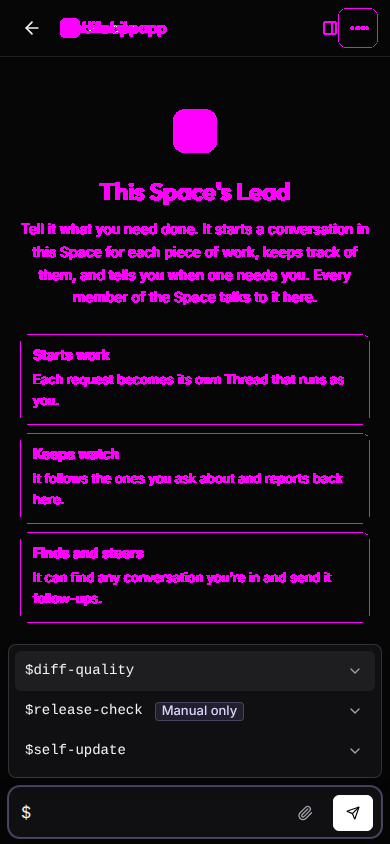 This Space's Lead
Tell it what you need done. It starts a conversation in
this Space for each piece of work, keeps track of
them, and tells you when one needs you. Every
member of the Space talks to it here.
Starts work
Each request becomes its own Thread that runs as
you.
Keeps watch
It follows the ones you ask about and reports back
here.
Finds and steers
It can find any conversation you're in and send it
follow-ups.
$diff-quality
$release-check Manual only
$self-update
$